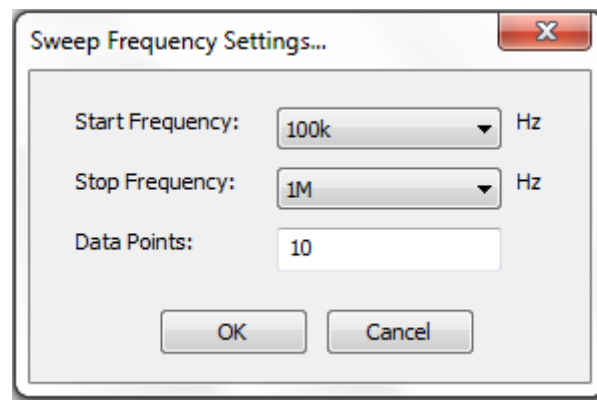 Sweep Frequency Settings...
Start Frequency: 100k Hz
Stop Frequency: 1M Hz
Data Points: 10
OK Cancel